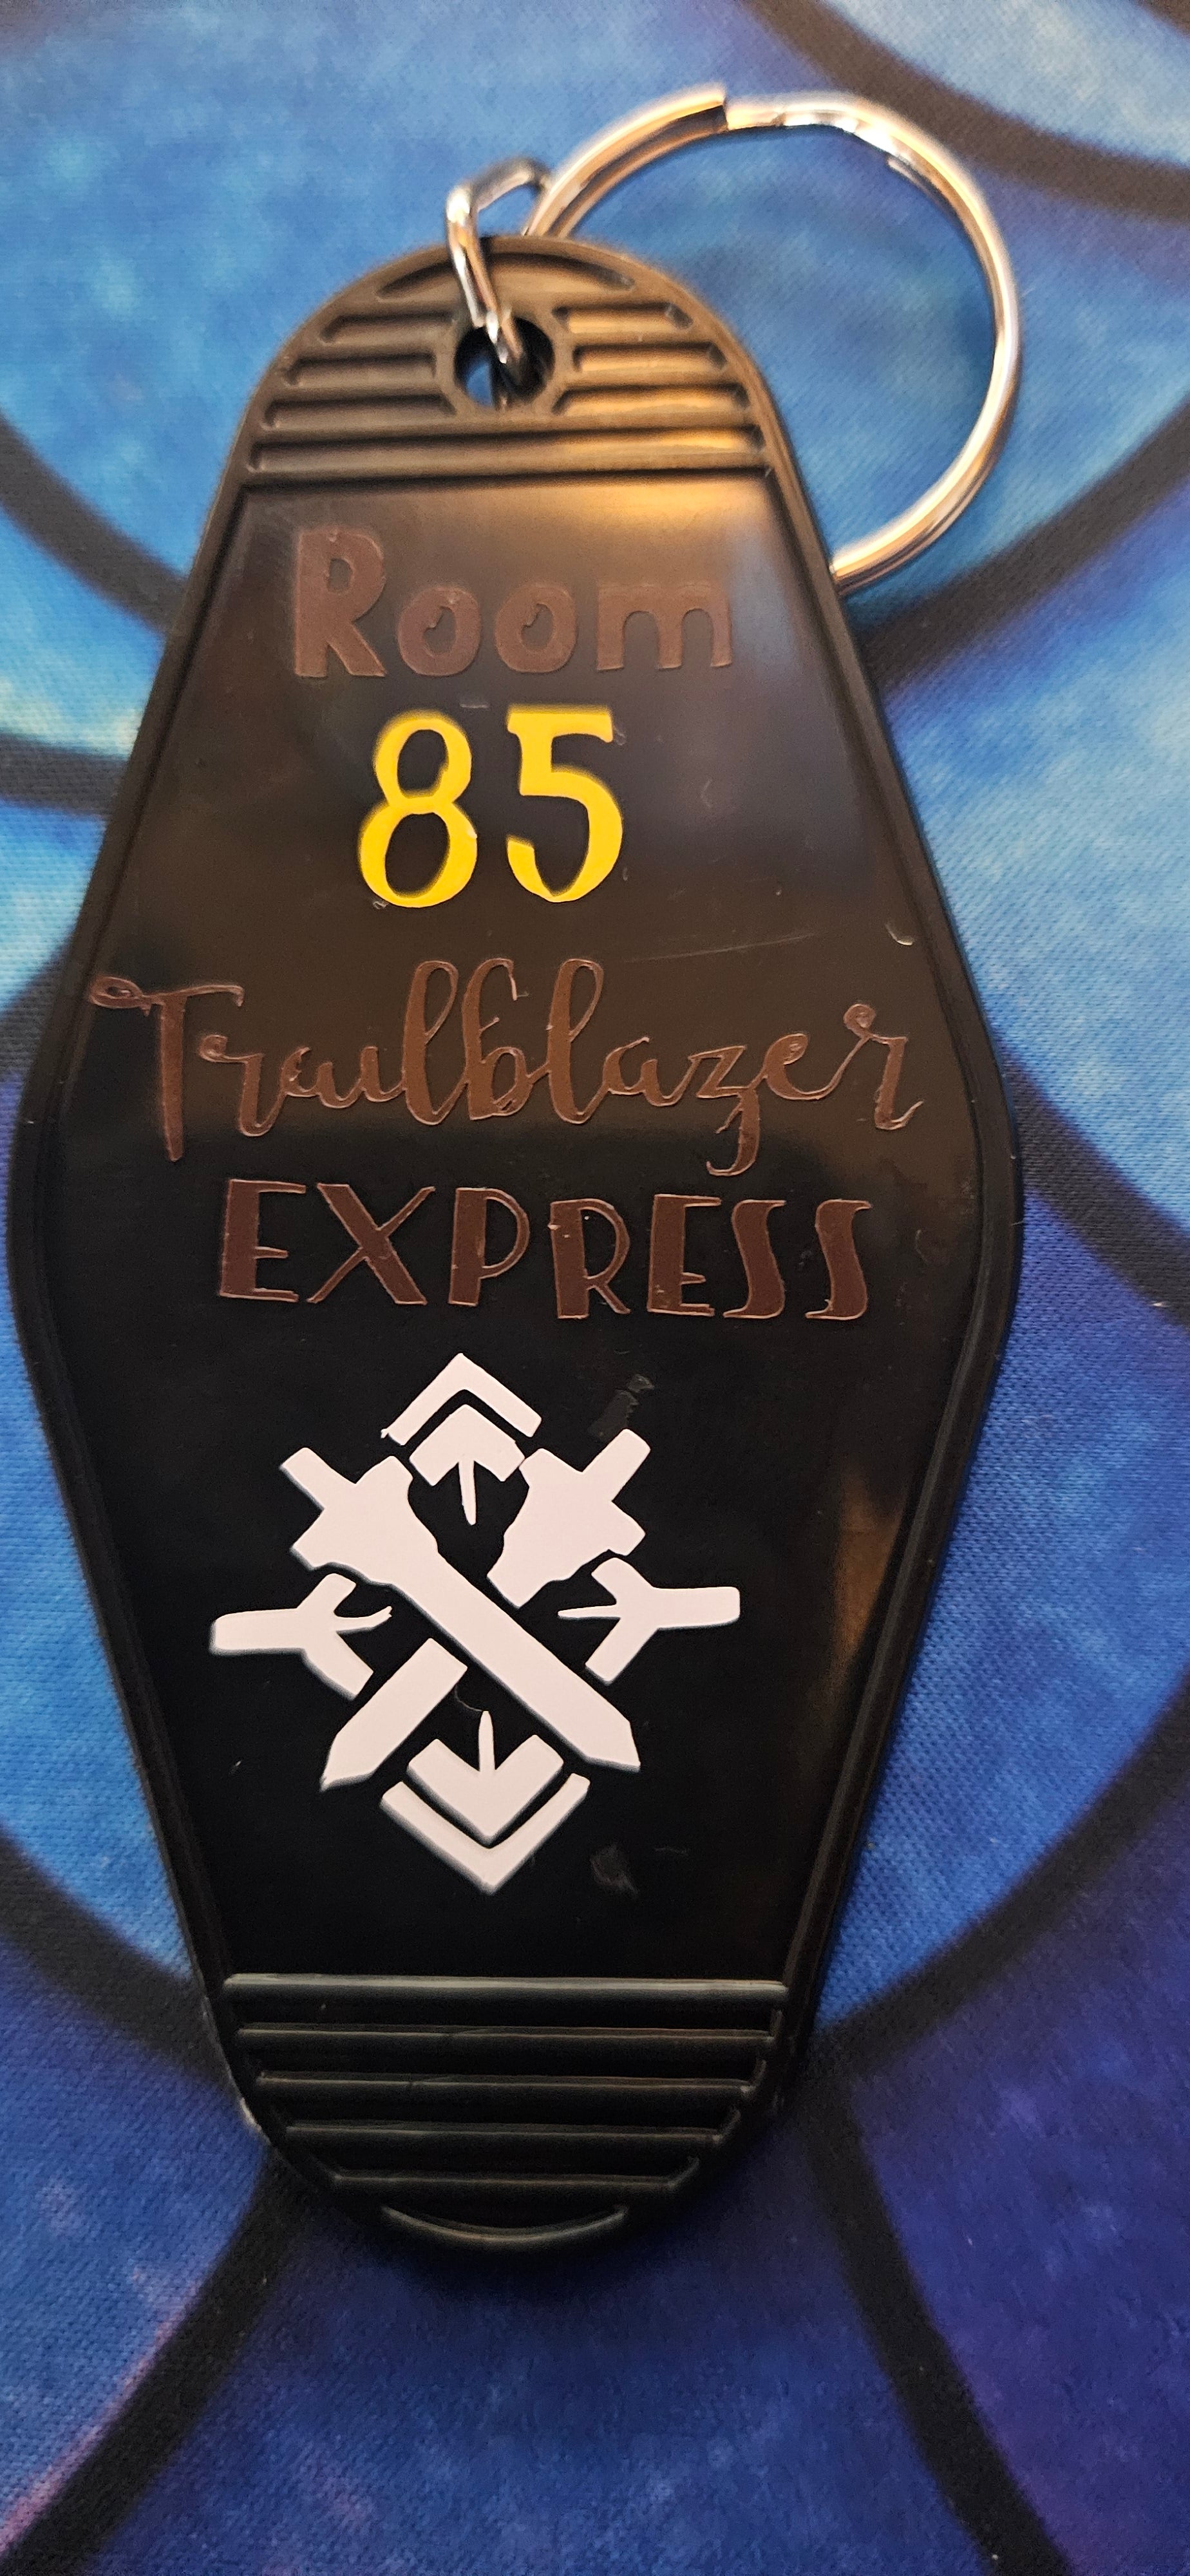 Room
85
Trailblazer
EXPRESS